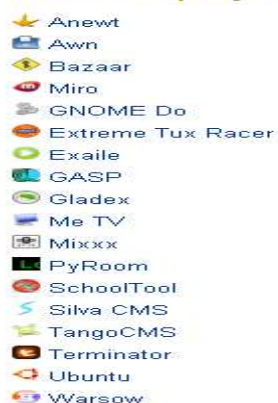 Anewt
Awn
Bazaar
Miro
GNOME Do
Extreme Tux Racer
Exaile
GASP
Gladex
Me TV
Mixxx
PyRoom
SchoolTool
Silva CMS
TangoCMS
Terminator
Ubuntu
Warsow